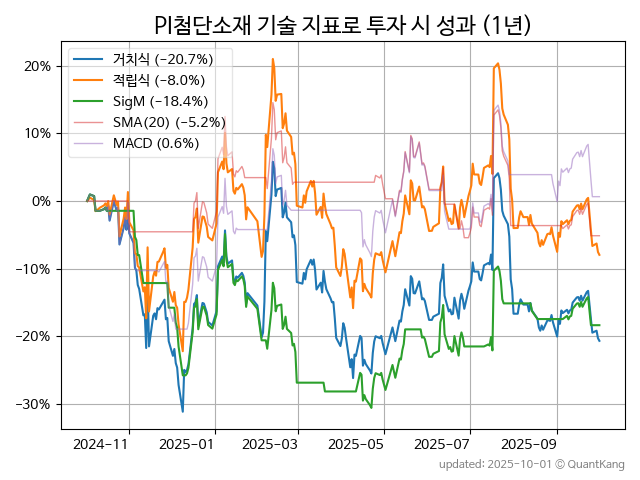 PI첨단소재 기술 지표로 투자 시 성과 (1년)
거치식 (−20.7%)
적립식 (−8.0%)
SigM (−18.4%)
SMA(20) (−5.2%)
MACD (0.6%)
20%
10%
0%
−10%
−20%
−30%
2024-11 2025-01 2025-03 2025-05 2025-07 2025-09
updated: 2025-10-01 © QuantKang